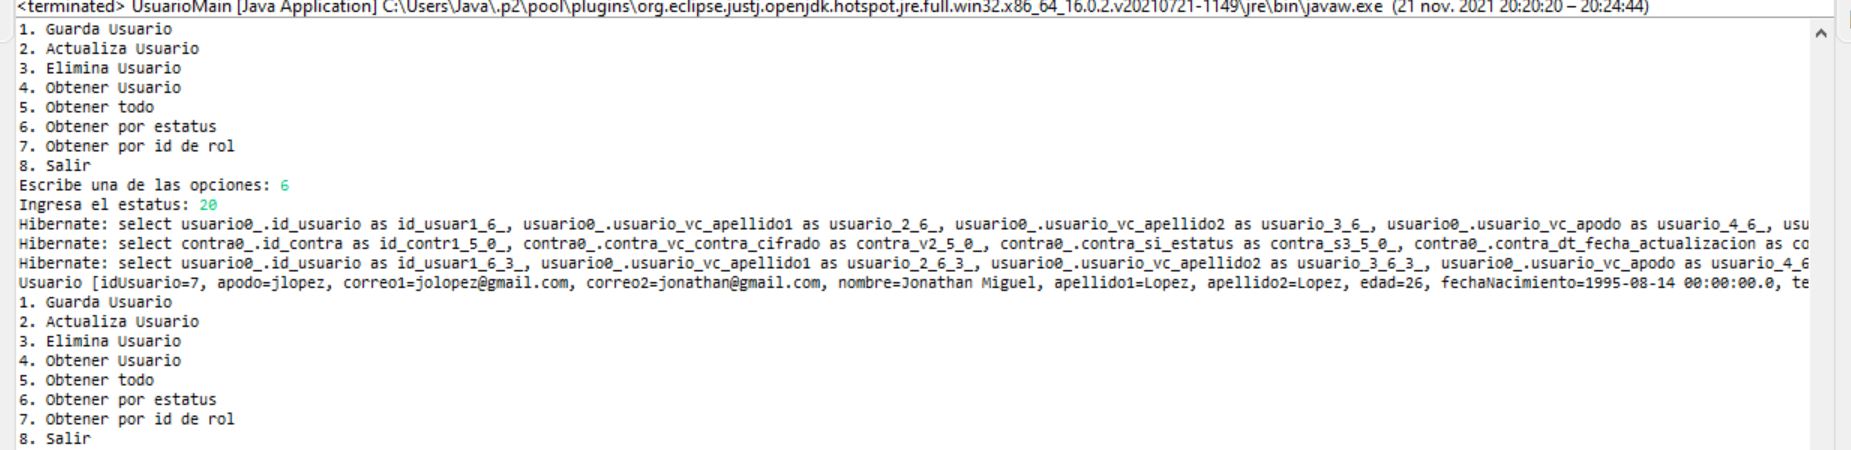 <terminated> UsuarioMain [Java Application] C:\Users\Java\.p2\pool\plugins\org.eclipse.justj.openjdk.hotspot.jre.full.win32.x86_64_16.0.2.v20210721-1149\jre\bin\javaw.exe (21 nov. 2021 20:20:20 – 20:24:44)
1. Guarda Usuario
2. Actualiza Usuario
3. Elimina Usuario
4. Obtener Usuario
5. Obtener todo
6. Obtener por estatus
7. Obtener por id de rol
8. Salir
Escribe una de las opciones: 6
Ingresa el estatus: 20
Hibernate: select usuario0_.id_usuario as id_usuar1_6_, usuario0_.usuario_vc_apellido1 as usuario_2_6_, usuario0_.usuario_vc_apellido2 as usuario_3_6_, usuario0_.usuario_vc_apodo as usuario_4_6_, usu
Hibernate: select contra0_.id_contra as id_contr1_5_0_, contra0_.contra_vc_contra_cifrado as contra_v2_5_0_, contra0_.contra_si_estatus as contra_s3_5_0_, contra0_.contra_dt_fecha_actualizacion as co
Hibernate: select usuario0_.id_usuario as id_usuar1_6_3_, usuario0_.usuario_vc_apellido1 as usuario_2_6_3_, usuario0_.usuario_vc_apellido2 as usuario_3_6_3_, usuario0_.usuario_vc_apodo as usuario_4_6
Usuario [idUsuario=7, apodo=jlopez, correo1=jolopez@gmail.com, correo2=jonathan@gmail.com, nombre=Jonathan Miguel, apellido1=Lopez, apellido2=Lopez, edad=26, fechaNacimiento=1995-08-14 00:00:00.0, te
1. Guarda Usuario
2. Actualiza Usuario
3. Elimina Usuario
4. Obtener Usuario
5. Obtener todo
6. Obtener por estatus
7. Obtener por id de rol
8. Salir